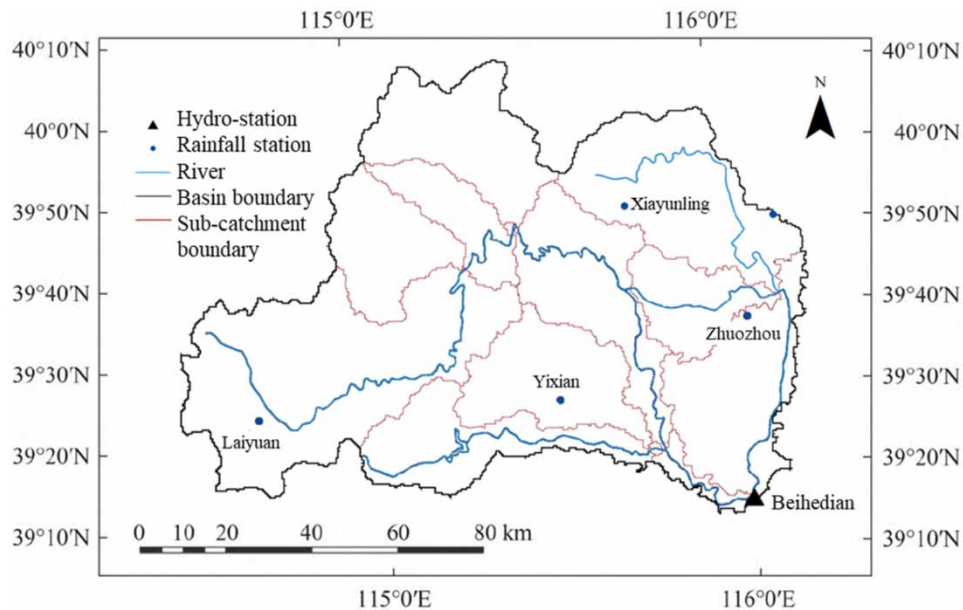 115°0′E 116°0′E
40°10′N 40°10′N
N
Hydro-station
40°0′N 40°0′N
Rainfall station
River
Basin boundary
Xiayunling
39°50′N 39°50′N
Sub-catchment
boundary
39°40′N 39°40′N
Zhuozhou
39°30′N 39°30′N
Yixian
Laiyuan
39°20′N 39°20′N
Beihedian
0 10 20 40 60 80 km
39°10′N 39°10′N
115°0′E 116°0′E